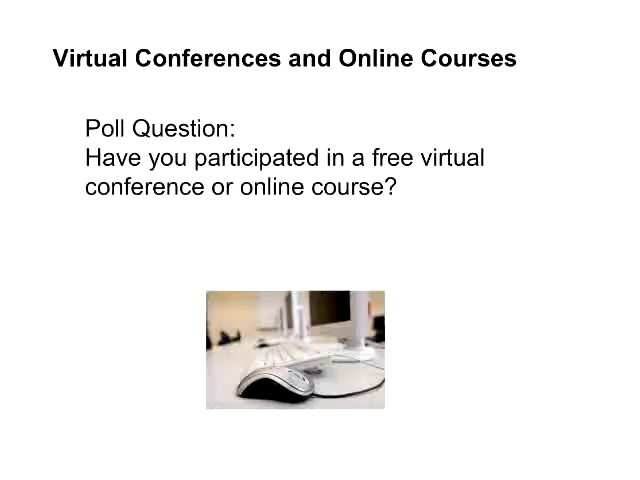 Virtual Conferences and Online Courses
Poll Question:
Have you participated in a free virtual
conference or online course?